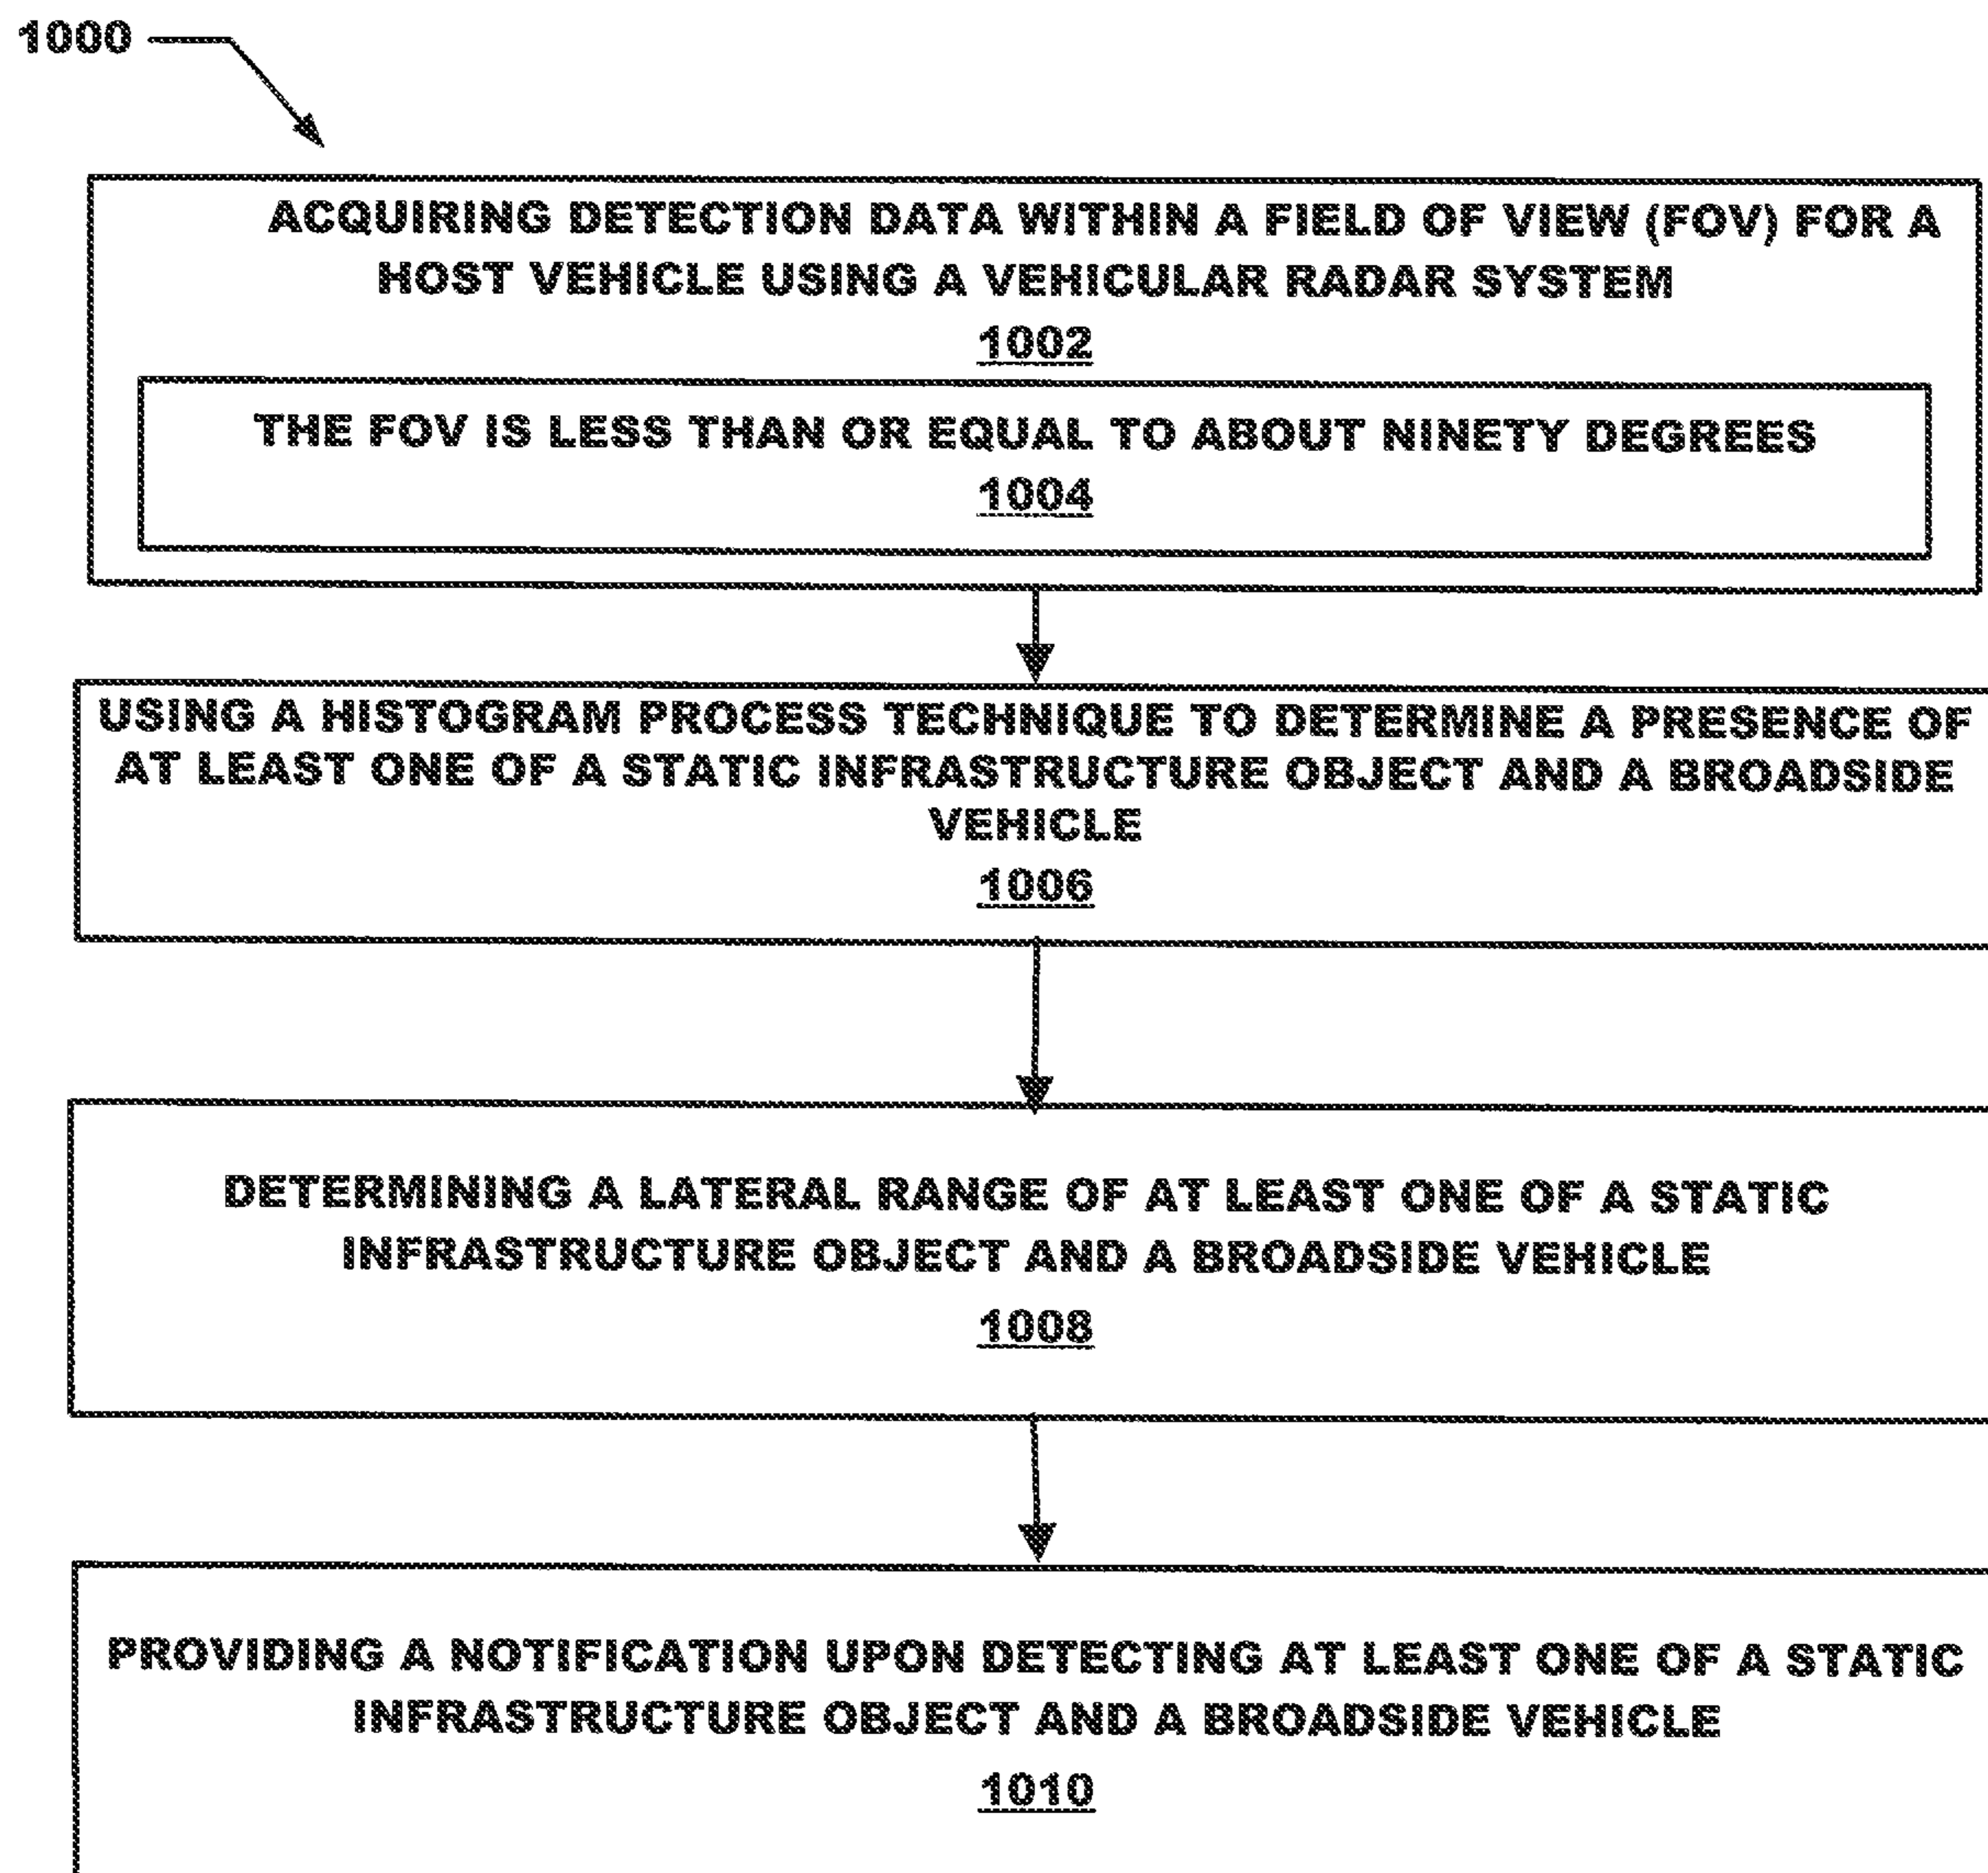 1000
ACQUIRING DETECTION DATA WITHIN A FIELD OF VIEW (FOV) FOR A
HOST VEHICLE USING A VEHICULAR RADAR SYSTEM
1002
THE FOV IS LESS THAN OR EQUAL TO ABOUT NINETY DEGREES
1004
USING A HISTOGRAM PROCESS TECHNIQUE TO DETERMINE A PRESENCE OF
AT LEAST ONE OF A STATIC INFRASTRUCTURE OBJECT AND A BROADSIDE
VEHICLE
1006
DETERMINING A LATERAL RANGE OF AT LEAST ONE OF A STATIC
INFRASTRUCTURE OBJECT AND A BROADSIDE VEHICLE
1008
PROVIDING A NOTIFICATION UPON DETECTING AT LEAST ONE OF A STATIC
INFRASTRUCTURE OBJECT AND A BROADSIDE VEHICLE
1010